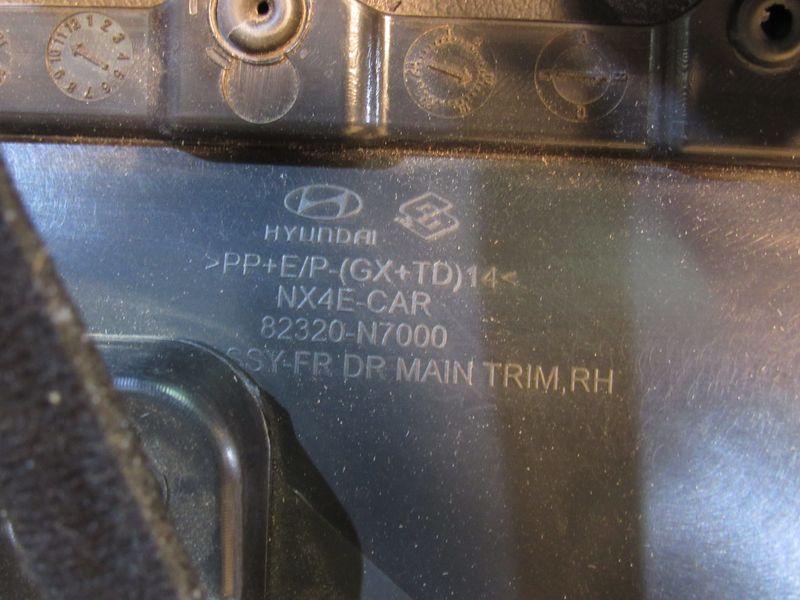 HYUNDAI
>PP+E/P-(GX+TD)14<
NX4E-CAR
82320-N7000
SSY-FR DR MAIN TRIM,RH